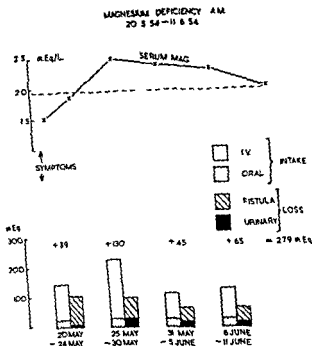 MAGNESIUM DEFICIENCY A.M.
20 5 54 – 11 6 54
mEq/L
2.5
SERUM MAG
2.0
1.5
SYMPTOMS
I.V.
ORAL
INTAKE
FISTULA
URINARY
LOSS
mEq
300
200
100
+39
+130
+45
+65
= 279 mEq
20 MAY
– 24 MAY
25 MAY
– 30 MAY
31 MAY
– 5 JUNE
6 JUNE
– 11 JUNE